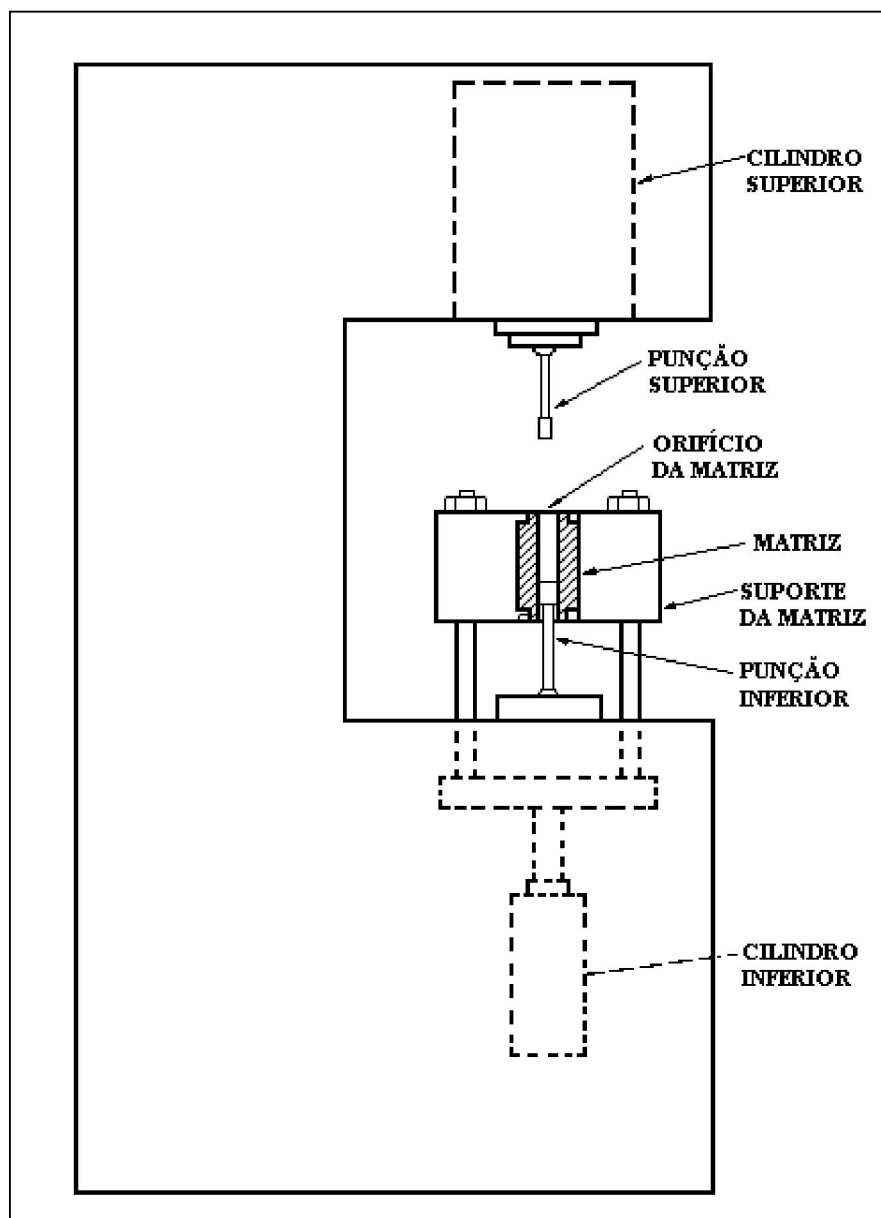 CILINDRO
SUPERIOR
PUNÇÃO
SUPERIOR
ORIFÍCIO
DA MATRIZ
MATRIZ
SUPORTE
DA MATRIZ
PUNÇÃO
INFERIOR
CILINDRO
INFERIOR